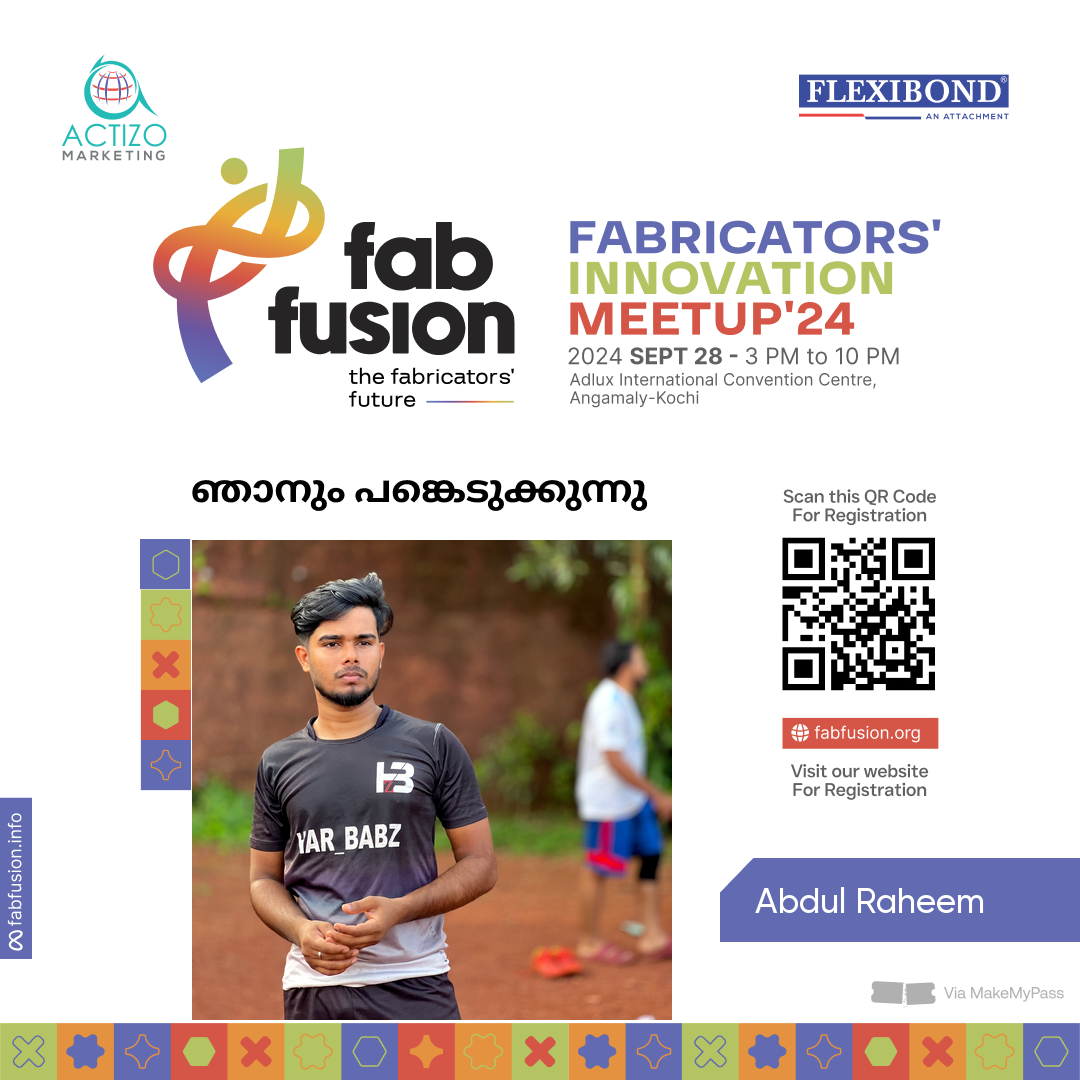 ACTIZO
MARKETING
FLEXIBOND®
AN ATTACHMENT
fab
fusion
the fabricators'
future
FABRICATORS'
INNOVATION
MEETUP'24
2024 SEPT 28 - 3 PM to 10 PM
Adlux International Convention Centre,
Angamaly-Kochi
ഞാനും പങ്കെടുക്കുന്നു
Scan this QR Code
For Registration
fabfusion.org
Visit our website
For Registration
YAR_BABZ
fabfusion.info
Abdul Raheem
Via MakeMyPass